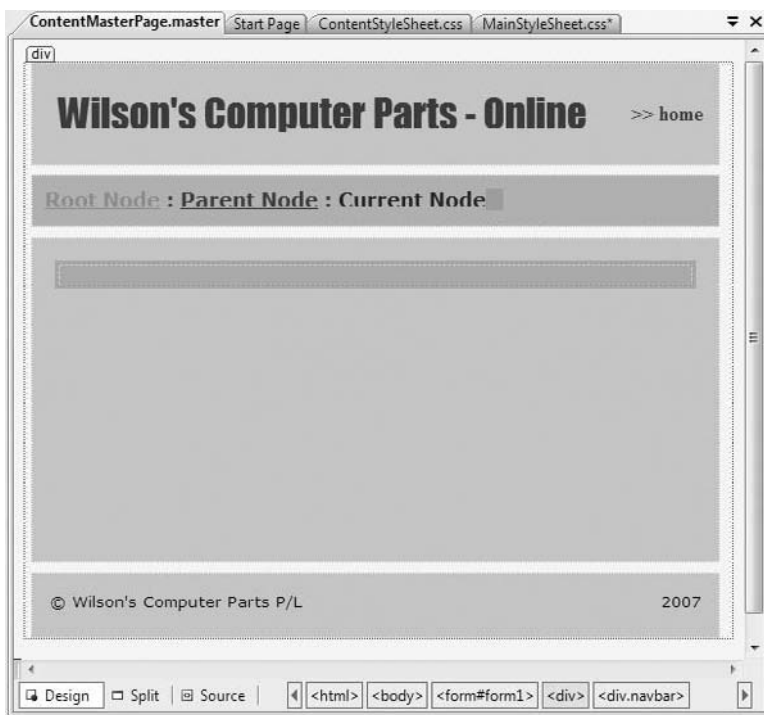 ContentMasterPage.master Start Page ContentStyleSheet.css MainStyleSheet.css*
div
Wilson's Computer Parts - Online >> home
Root Node : Parent Node : Current Node
© Wilson's Computer Parts P/L 2007
Design Split Source <html> <body> <form#form1> <div> <div.navbar>